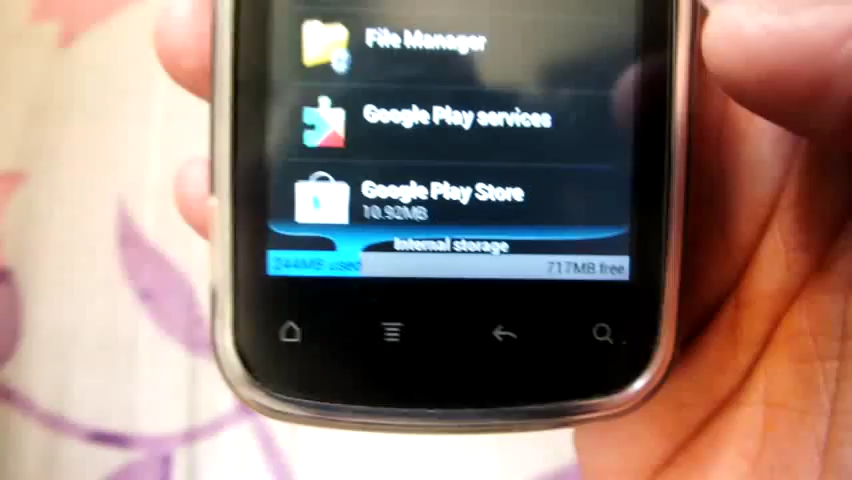 File Manager
Google Play services
Google Play Store
10.92MB
Internal storage
244MB used
717MB free